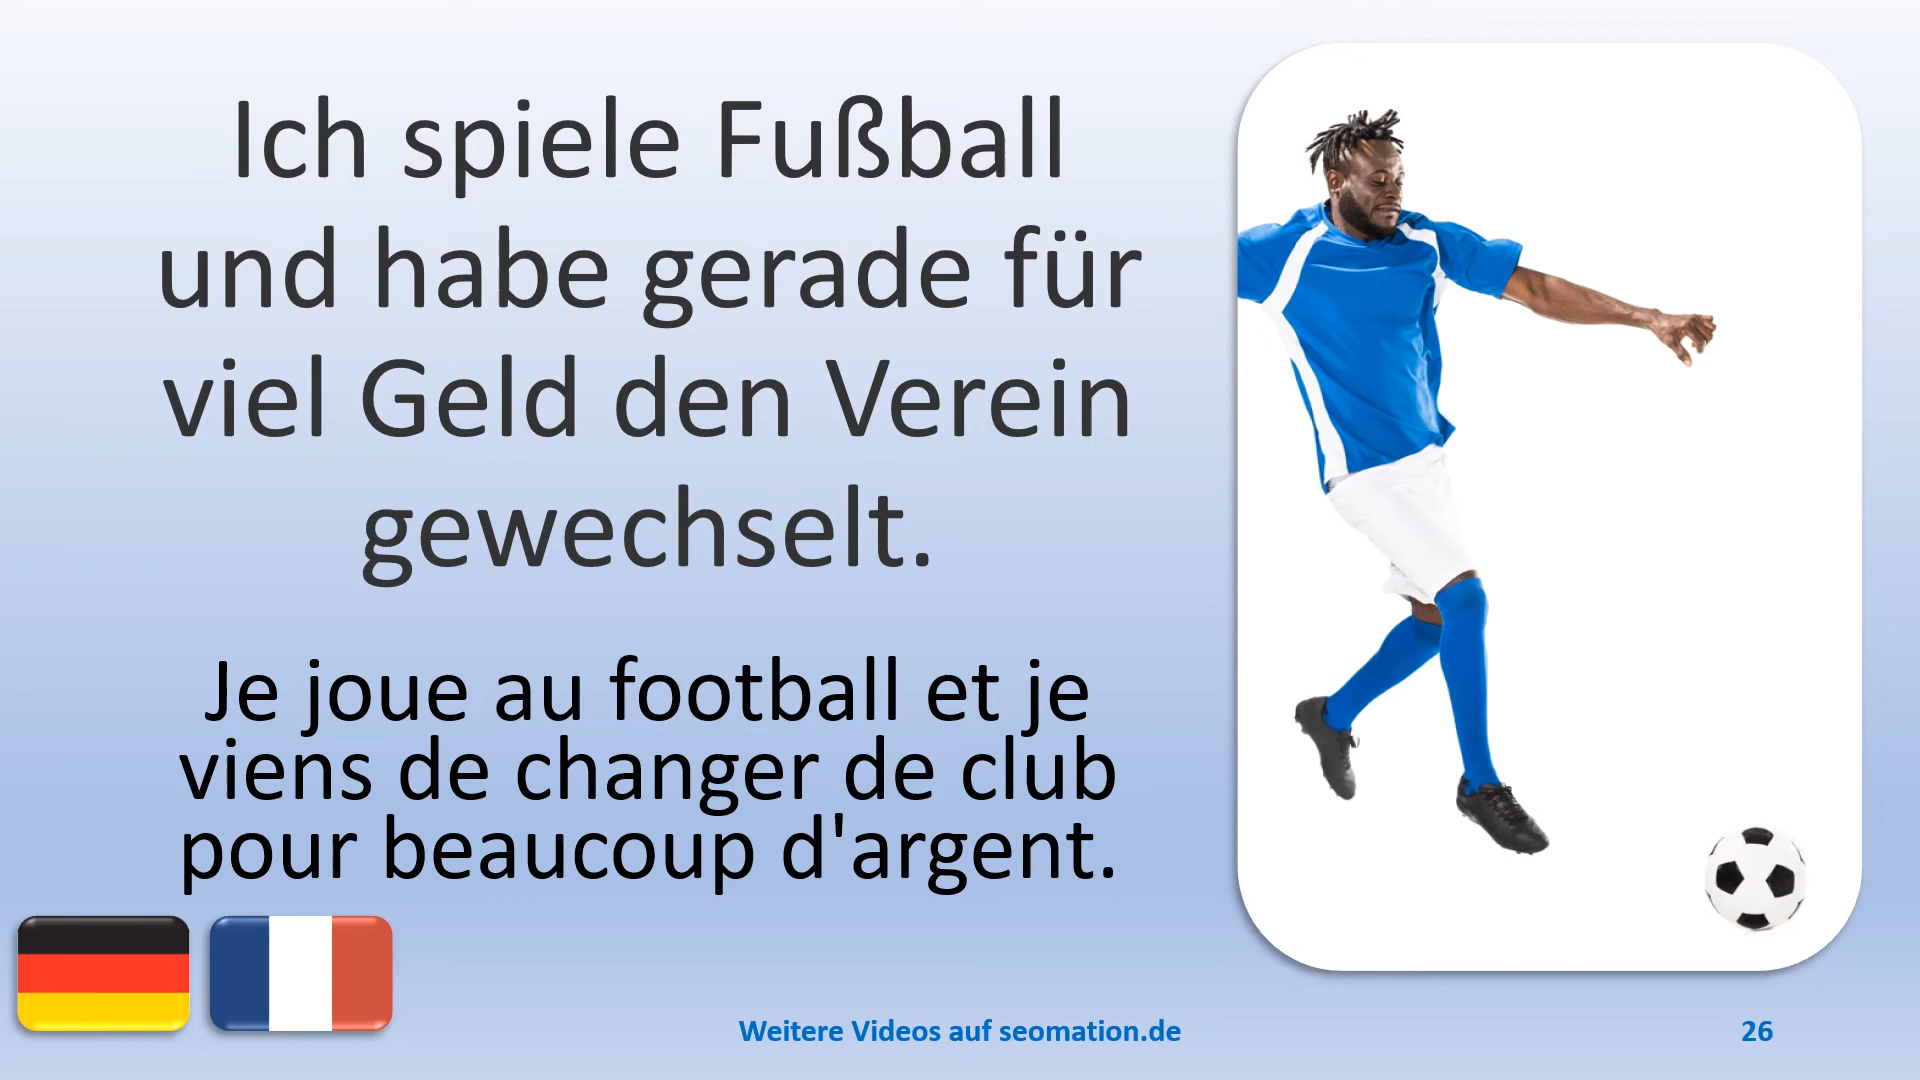 Ich spiele Fußball
und habe gerade für
viel Geld den Verein
gewechselt.
Je joue au football et je
viens de changer de club
pour beaucoup d'argent.
Weitere Videos auf seomation.de
26